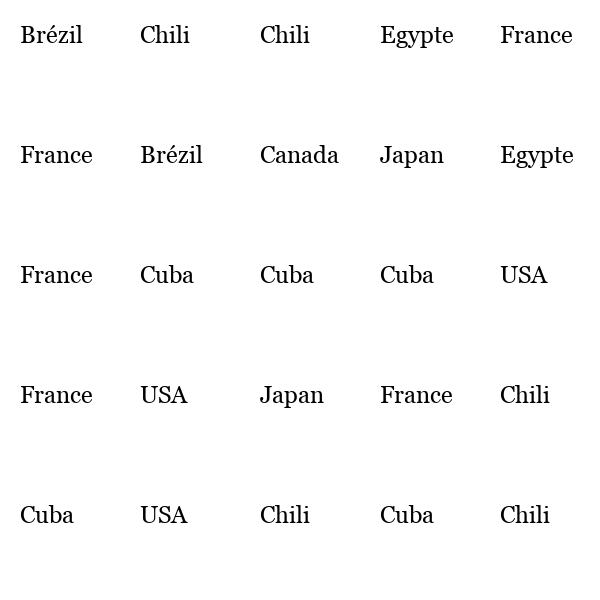 Brézil Chili Chili Egypte France
France Brézil Canada Japan Egypte
France Cuba Cuba Cuba USA
France USA Japan France Chili
Cuba USA Chili Cuba Chili